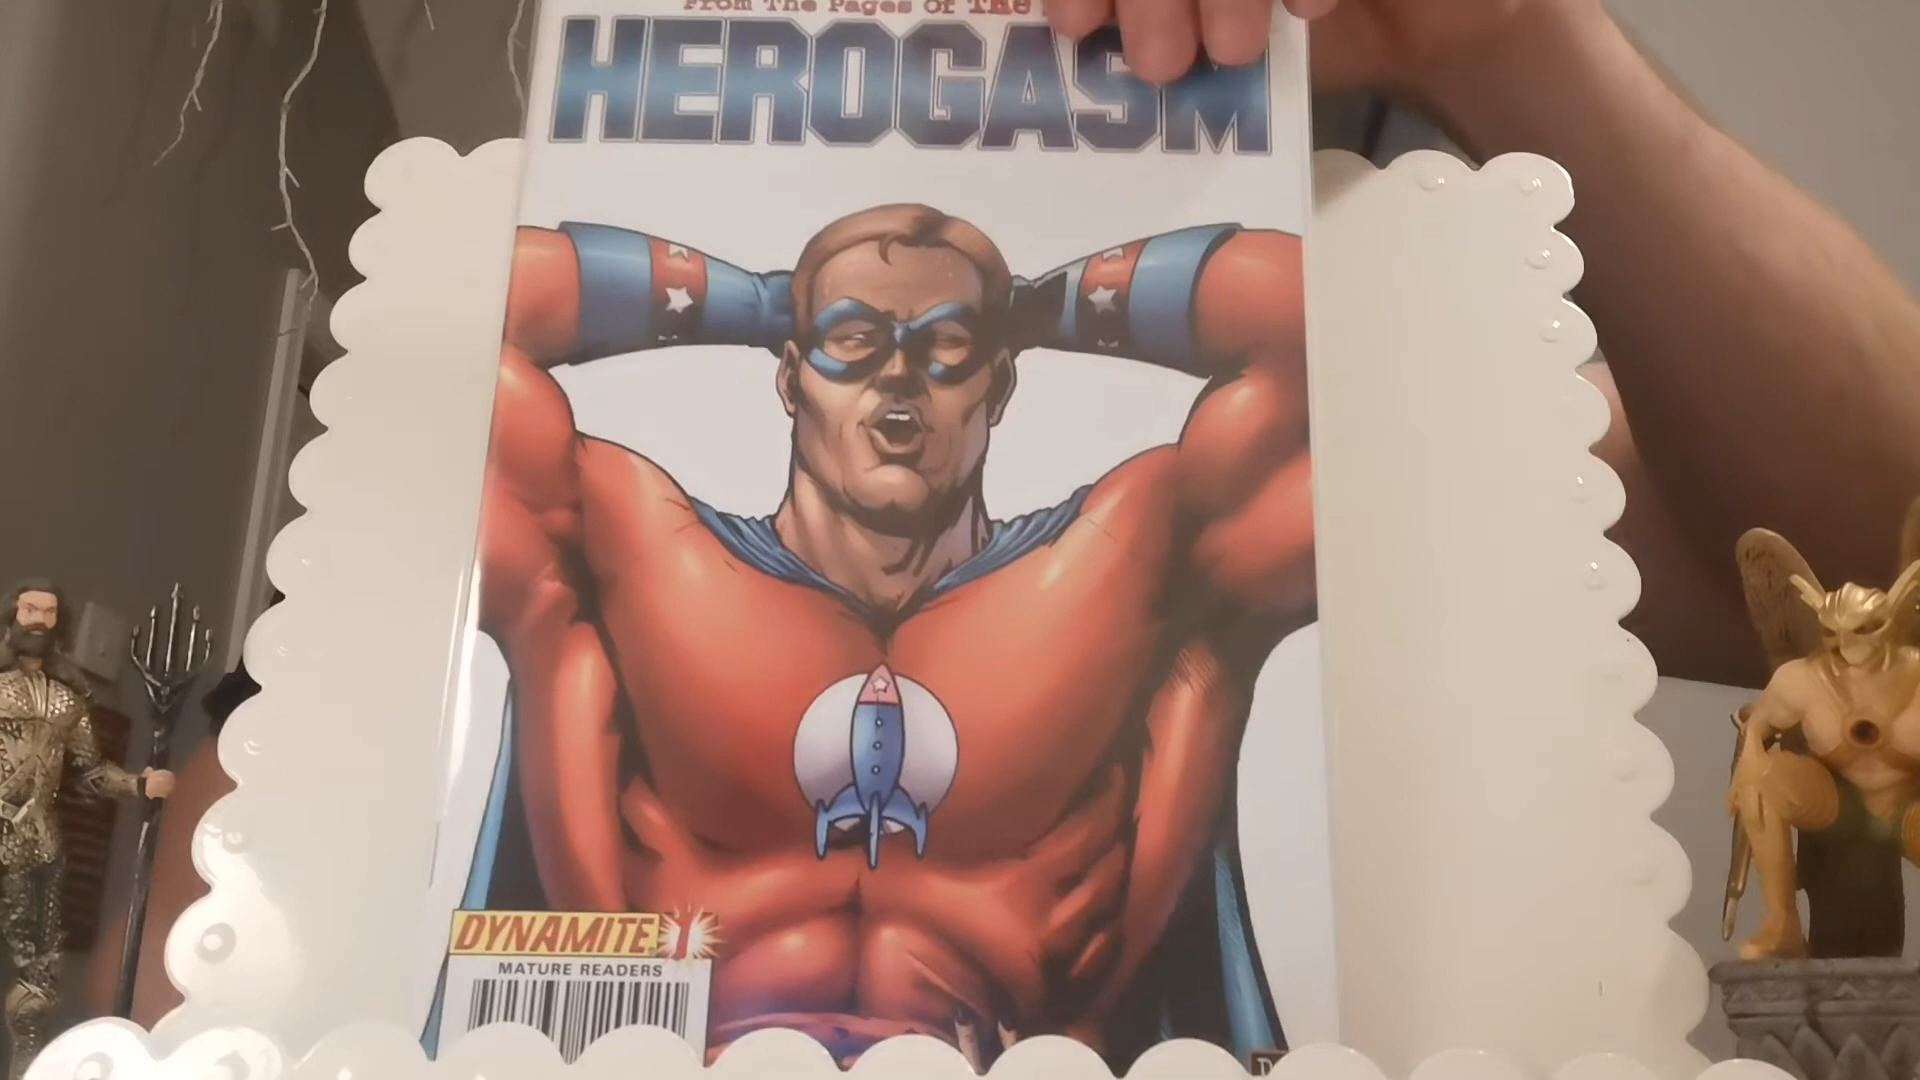 From The Pages Of The
HEROGASM
DYNAMITE 1
MATURE READERS